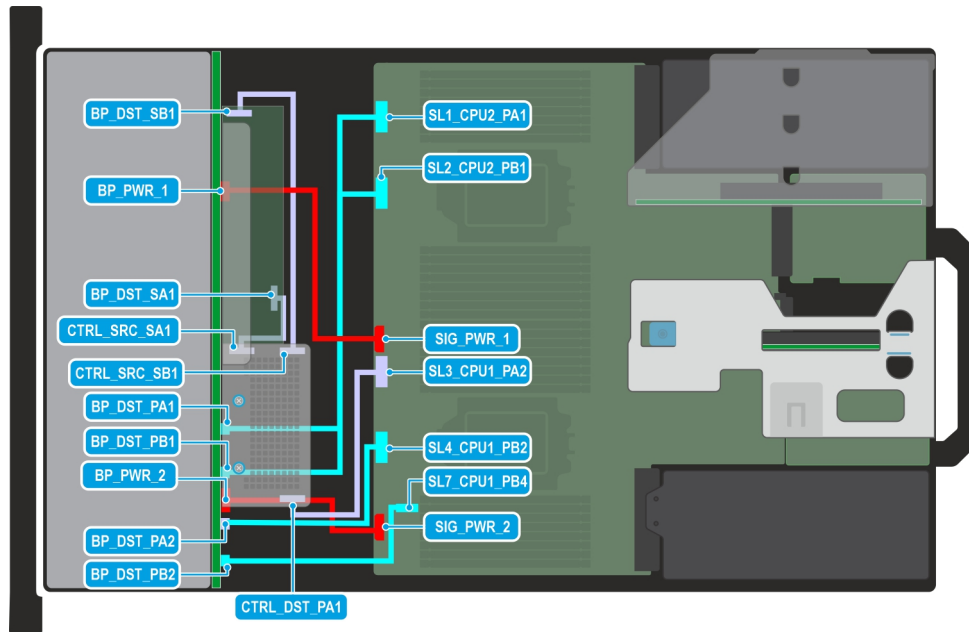 BP_DST_SB1
BP_PWR_1
BP_DST_SA1
CTRL_SRC_SA1
CTRL_SRC_SB1
BP_DST_PA1
BP_DST_PB1
BP_PWR_2
BP_DST_PA2
BP_DST_PB2
CTRL_DST_PA1
SL1_CPU2_PA1
SL2_CPU2_PB1
SIG_PWR_1
SL3_CPU1_PA2
SL4_CPU1_PB2
SL7_CPU1_PB4
SIG_PWR_2